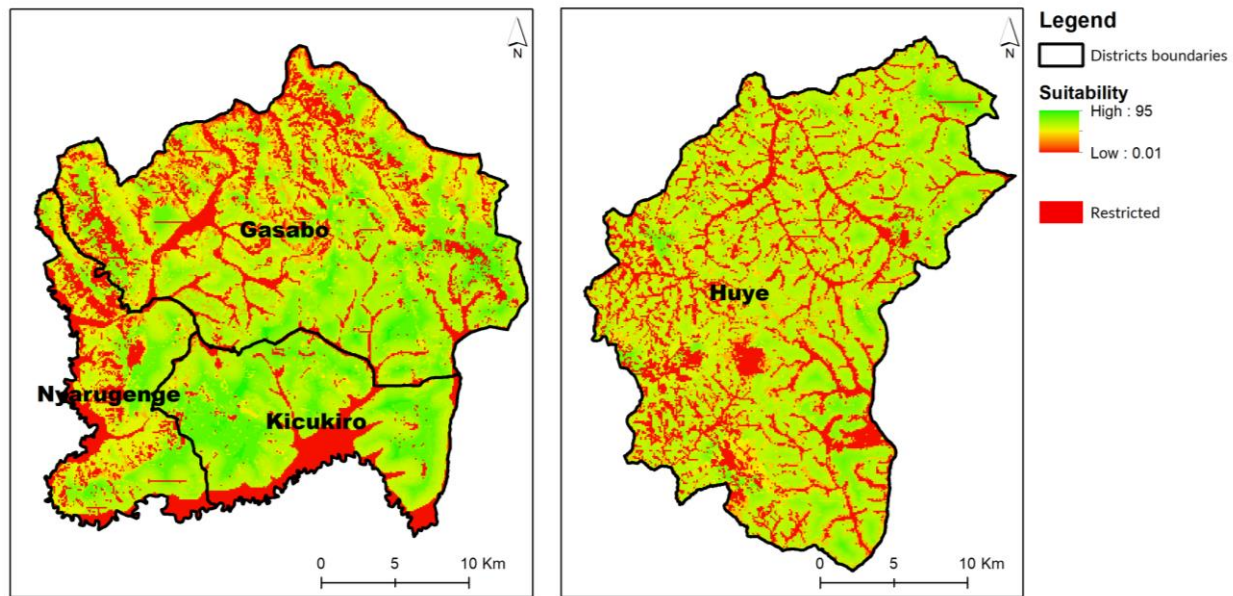 N
Gasabo
Nyarugenge
Kicukiro
0 5 10 Km
N
Huye
0 5 10 Km
Legend
Districts boundaries
Suitability
High : 95
Low : 0.01
Restricted